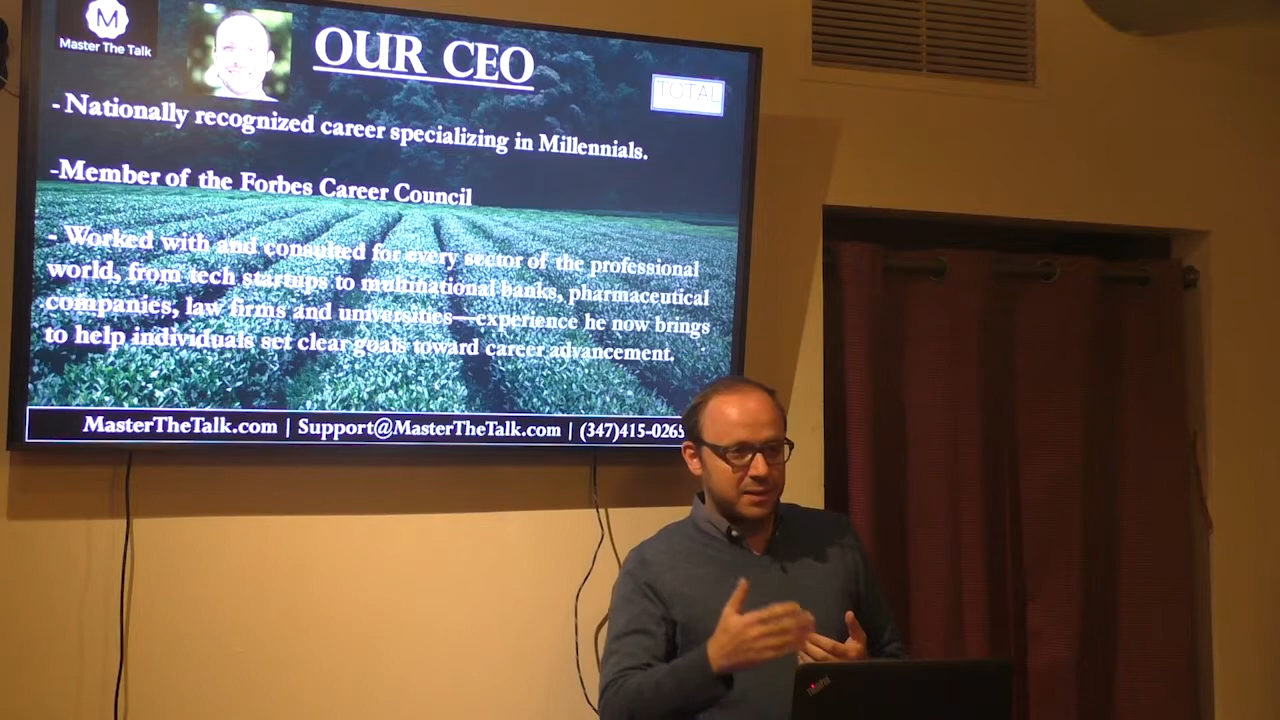 M
Master The Talk
OUR CEO
TOTAL
- Nationally recognized career specializing in Millennials.
-Member of the Forbes Career Council
- Worked with and consulted for every sector of the professional
world, from tech startups to multinational banks, pharmaceutical
companies, law firms and universities—experience he now brings
to help individuals set clear goals toward career advancement.
MasterTheTalk.com | Support@MasterTheTalk.com | (347)415-0265
ThinkPad